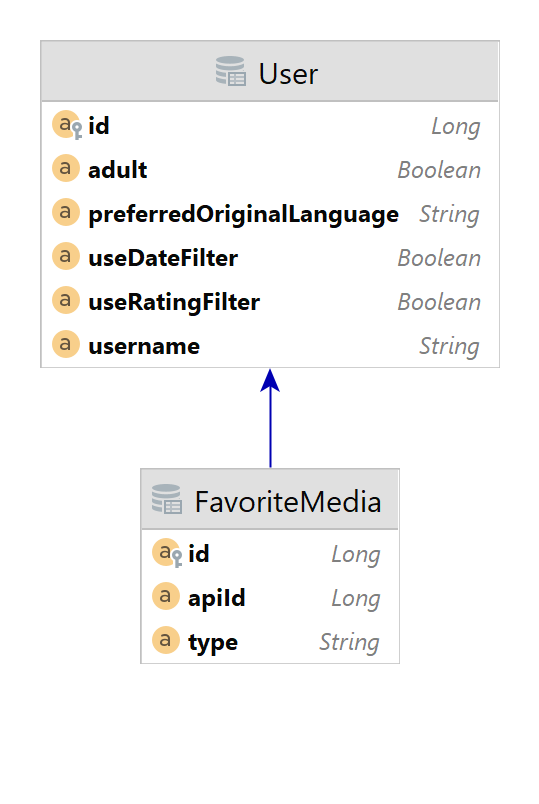 User
id Long
adult Boolean
preferredOriginalLanguage String
useDateFilter Boolean
useRatingFilter Boolean
username String
FavoriteMedia
id Long
apiId Long
type String